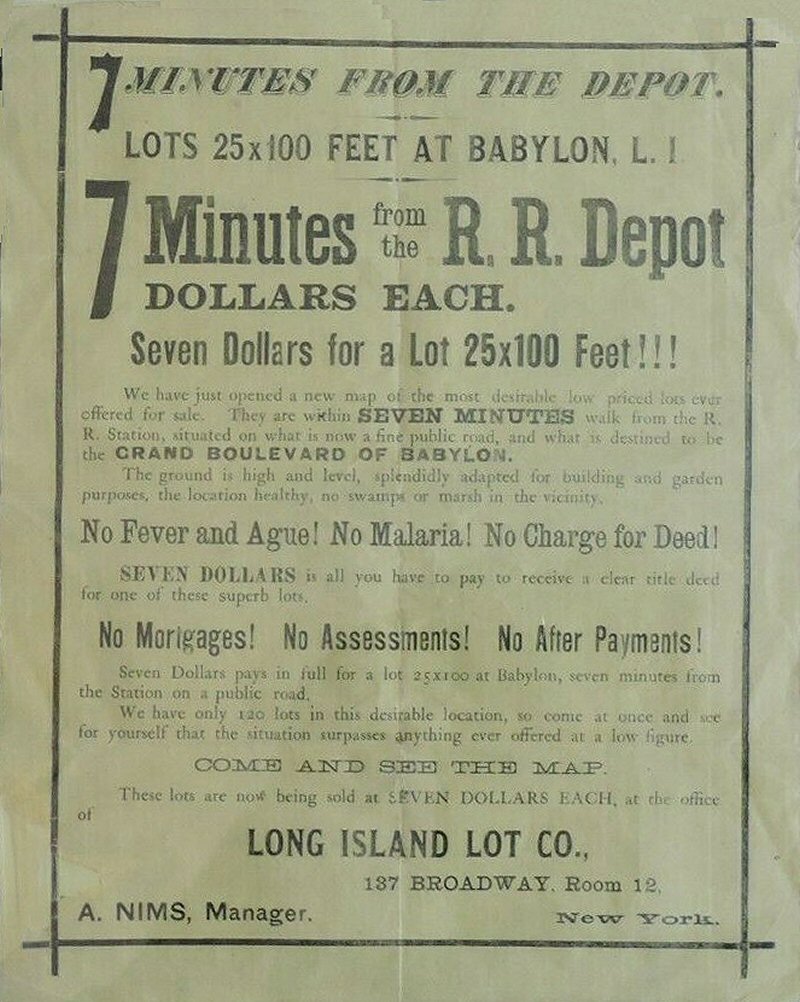 7 MINUTES FROM THE DEPOT.
LOTS 25x100 FEET AT BABYLON, L. I
7 Minutes from the R. R. Depot
DOLLARS EACH.
Seven Dollars for a Lot 25x100 Feet!!!
We have just opened a new map of the most desirable low priced lots ever
offered for sale. They are within SEVEN MINUTES walk from the R.
R. Station, situated on what is now a fine public road, and what is destined to be
the GRAND BOULEVARD OF BABYLON.
The ground is high and level, splendidly adapted for building and garden
purposes, the location healthy, no swamps or marsh in the vicinity.
No Fever and Ague! No Malaria! No Charge for Deed!
SEVEN DOLLARS is all you have to pay to receive a clear title deed
for one of these superb lots.
No Mortgages! No Assessments! No After Payments!
Seven Dollars pays in full for a lot 25x100 at Babylon, seven minutes from
the Station on a public road.
We have only 120 lots in this desirable location, so come at once and see
for yourself that the situation surpasses anything ever offered at a low figure.
COME AND SEE THE MAP.
These lots are now being sold at SEVEN DOLLARS EACH, at the office
of
LONG ISLAND LOT CO.,
137 BROADWAY, Room 12,
A. NIMS, Manager. New York.